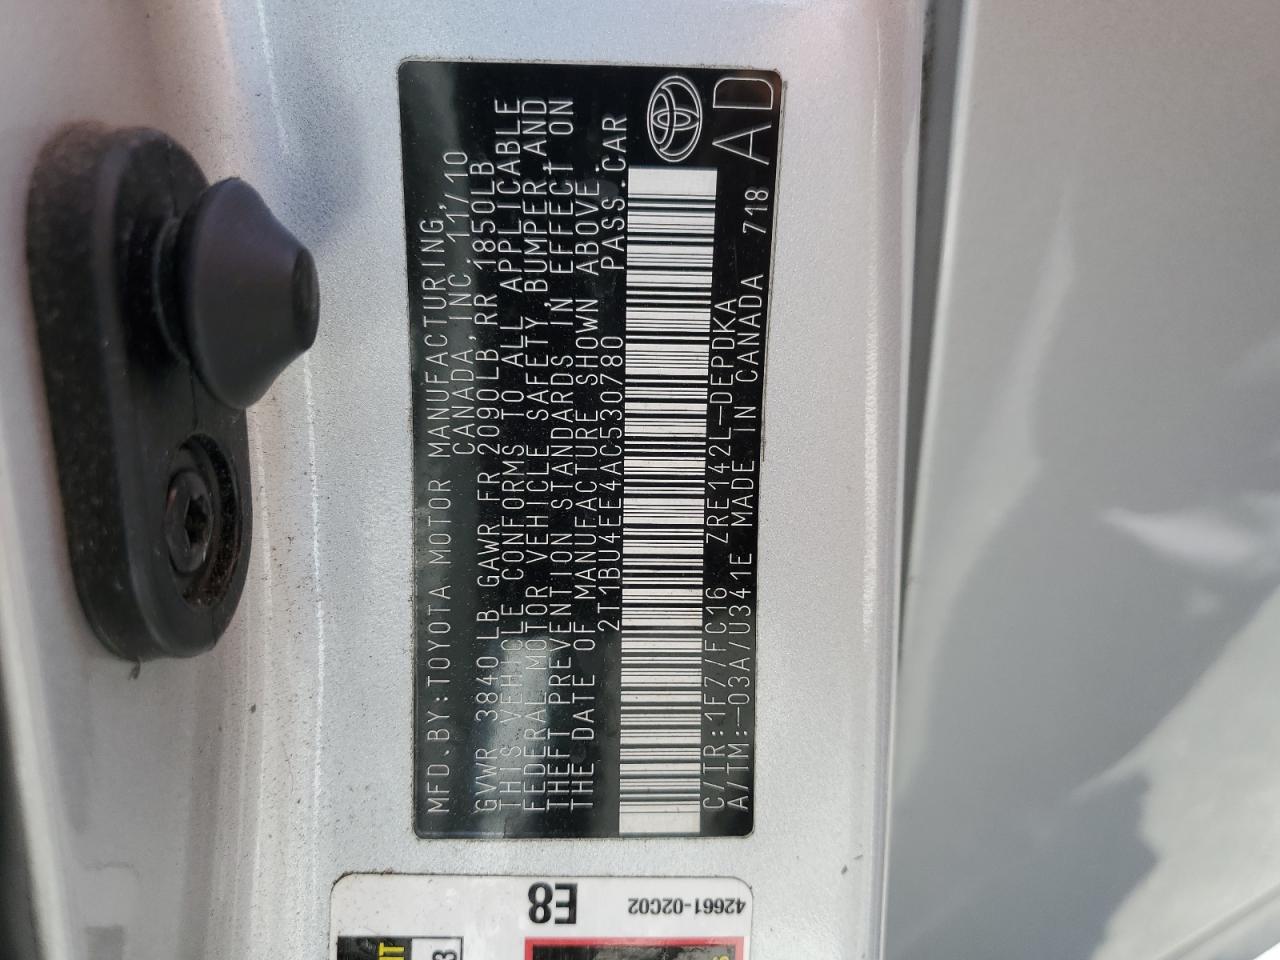 MFD.BY:TOYOTA MOTOR MANUFACTURING,
CANADA,INC. 11/10
GVWR 3840 LB GAWR FR 2090LB,RR 1850LB
THIS VEHICLE CONFORMS TO ALL APPLICABLE
FEDERAL MOTOR VEHICLE SAFETY,BUMPER,AND
THEFT PREVENTION STANDARDS IN EFFECT ON
THE DATE OF MANUFACTURE SHOWN ABOVE.
2T1BU4EE4AC530780 PASS.CAR
C/TR:1F7/FC16 ZRE142L-DEPDKA
A/TM:-03A/U341E MADE IN CANADA 718 AD
E8
42661-02C02